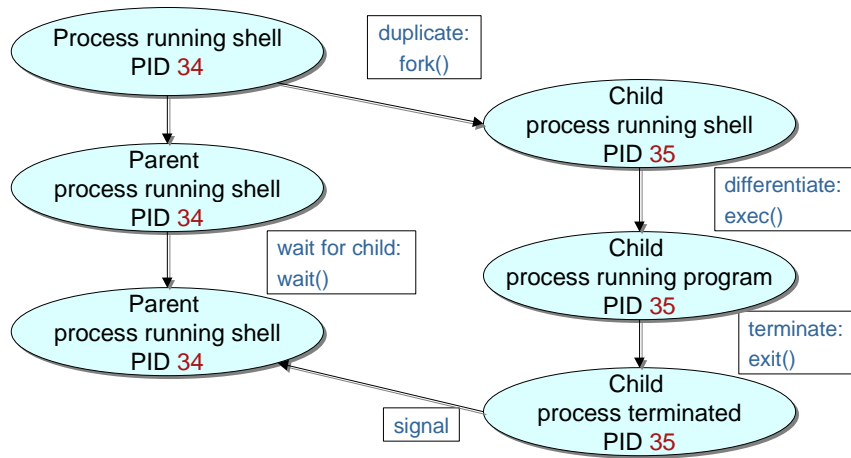 Process running shell
PID 34
duplicate:
fork()
Child
process running shell
PID 35
Parent
process running shell
PID 34
differentiate:
exec()
wait for child:
wait()
Child
process running program
PID 35
Parent
process running shell
PID 34
terminate:
exit()
Child
process terminated
PID 35
signal